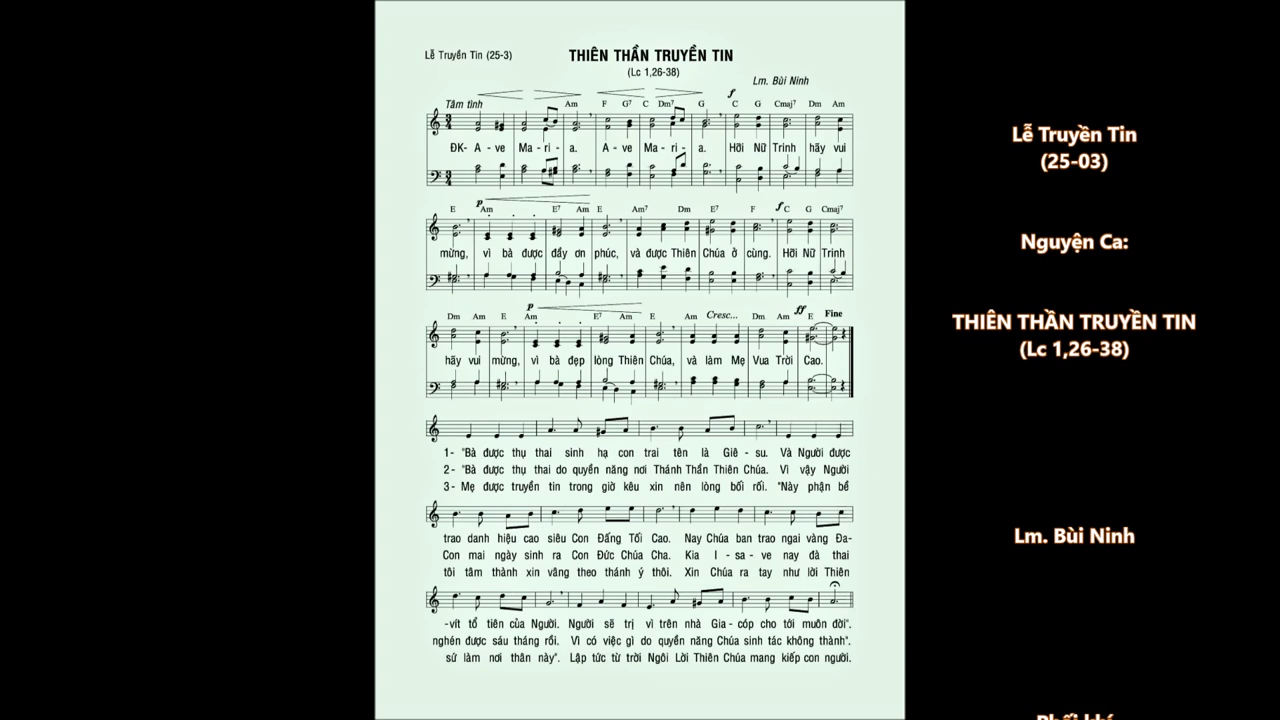 Lễ Truyền Tin (25-3)
THIÊN THẦN TRUYỀN TIN
(Lc 1,26-38)
Lm. Bùi Ninh
f
Tâm tình
Am F G7 C Dm7 G C G Cmaj7 Dm Am
ĐK- A - ve Ma - ri - a. A - ve Ma - ri - a. Hỡi Nữ Trinh hãy vui
p f
E Am E7 Am E Am7 Dm E7 F C G Cmaj7
mừng, vì bà được đầy ơn phúc, và được Thiên Chúa ở cùng. Hỡi Nữ Trinh
p ff Fine
Dm Am E Am E7 Am E Am Cresc... Dm Am E
hãy vui mừng, vì bà đẹp lòng Thiên Chúa, và làm Mẹ Vua Trời Cao.
1- "Bà được thụ thai sinh hạ con trai tên là Giê - su. Và Người được
2- "Bà được thụ thai do quyền năng nơi Thánh Thần Thiên Chúa. Vì vậy Người
3- Mẹ được truyền tin trong giờ kêu xin nên lòng bối rối. "Này phận bề
trao danh hiệu cao siêu Con Đấng Tối Cao. Nay Chúa ban trao ngai vàng Đa-
Con mai ngày sinh ra Con Đức Chúa Cha. Kia I - sa - ve nay đà thai
tôi tâm thành xin vâng theo thánh ý thôi. Xin Chúa ra tay như lời Thiên
-vít tổ tiên của Người. Người sẽ trị vì trên nhà Gia - cóp cho tới muôn đời".
nghén được sáu tháng rồi. Vì có việc gì do quyền năng Chúa sinh tác không thành".
sứ làm nơi thân này". Lập tức từ trời Ngôi Lời Thiên Chúa mang kiếp con người.
Lễ Truyền Tin
(25-03)
Nguyện Ca:
THIÊN THẦN TRUYỀN TIN
(Lc 1,26-38)
Lm. Bùi Ninh